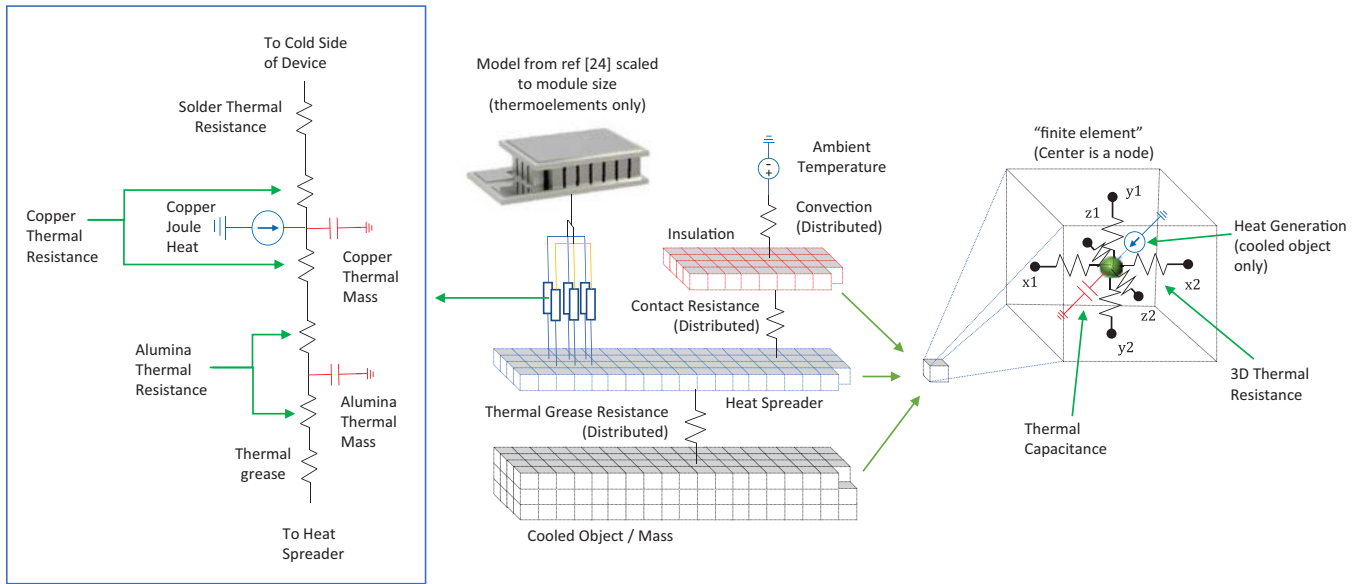 To Cold Side
of Device
Solder Thermal
Resistance
Copper
Thermal
Resistance
Copper
Joule
Heat
Copper
Thermal
Mass
Alumina
Thermal
Resistance
Alumina
Thermal
Mass
Thermal
grease
To Heat
Spreader
Model from ref [24] scaled
to module size
(thermoelements only)
Ambient
Temperature
Convection
(Distributed)
Insulation
Contact Resistance
(Distributed)
Heat Spreader
Thermal Grease Resistance
(Distributed)
Cooled Object / Mass
"finite element"
(Center is a node)
y1
z1
x1
x2
z2
y2
Heat Generation
(cooled object
only)
3D Thermal
Resistance
Thermal
Capacitance